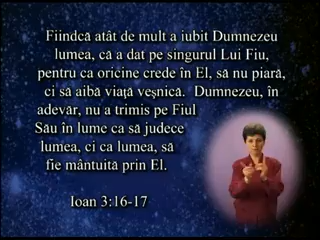 Fiindcă atât de mult a iubit Dumnezeu
lumea, că a dat pe singurul Lui Fiu,
pentru ca oricine crede în El, să nu piară,
ci să aibă viaţă veşnică.  Dumnezeu, în
adevăr, nu a trimis pe Fiul
Său în lume ca să judece
lumea, ci ca lumea, să
fie mântuită prin El.
Ioan 3:16-17